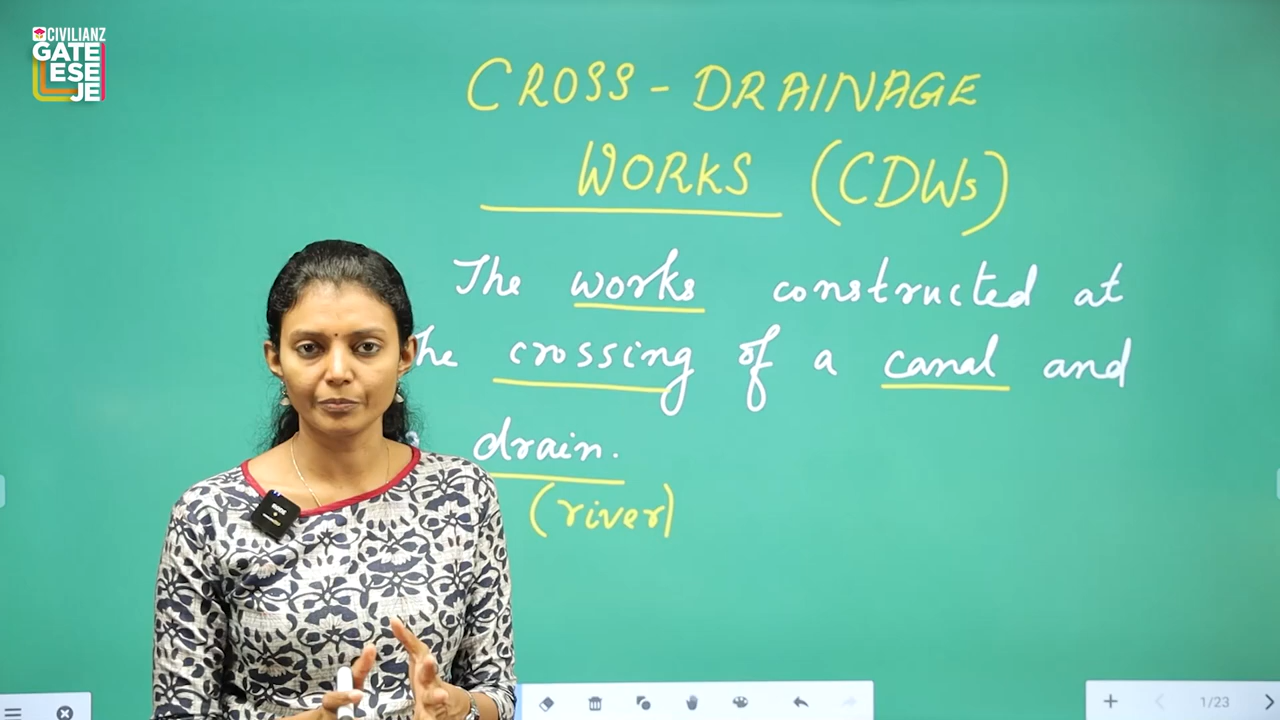 CIVILIANZ
GATE
ESE
JE
CROSS-DRAINAGE
WORKS (CDWs)
The works constructed at
he crossing of a canal and
drain.
(river)
1/23